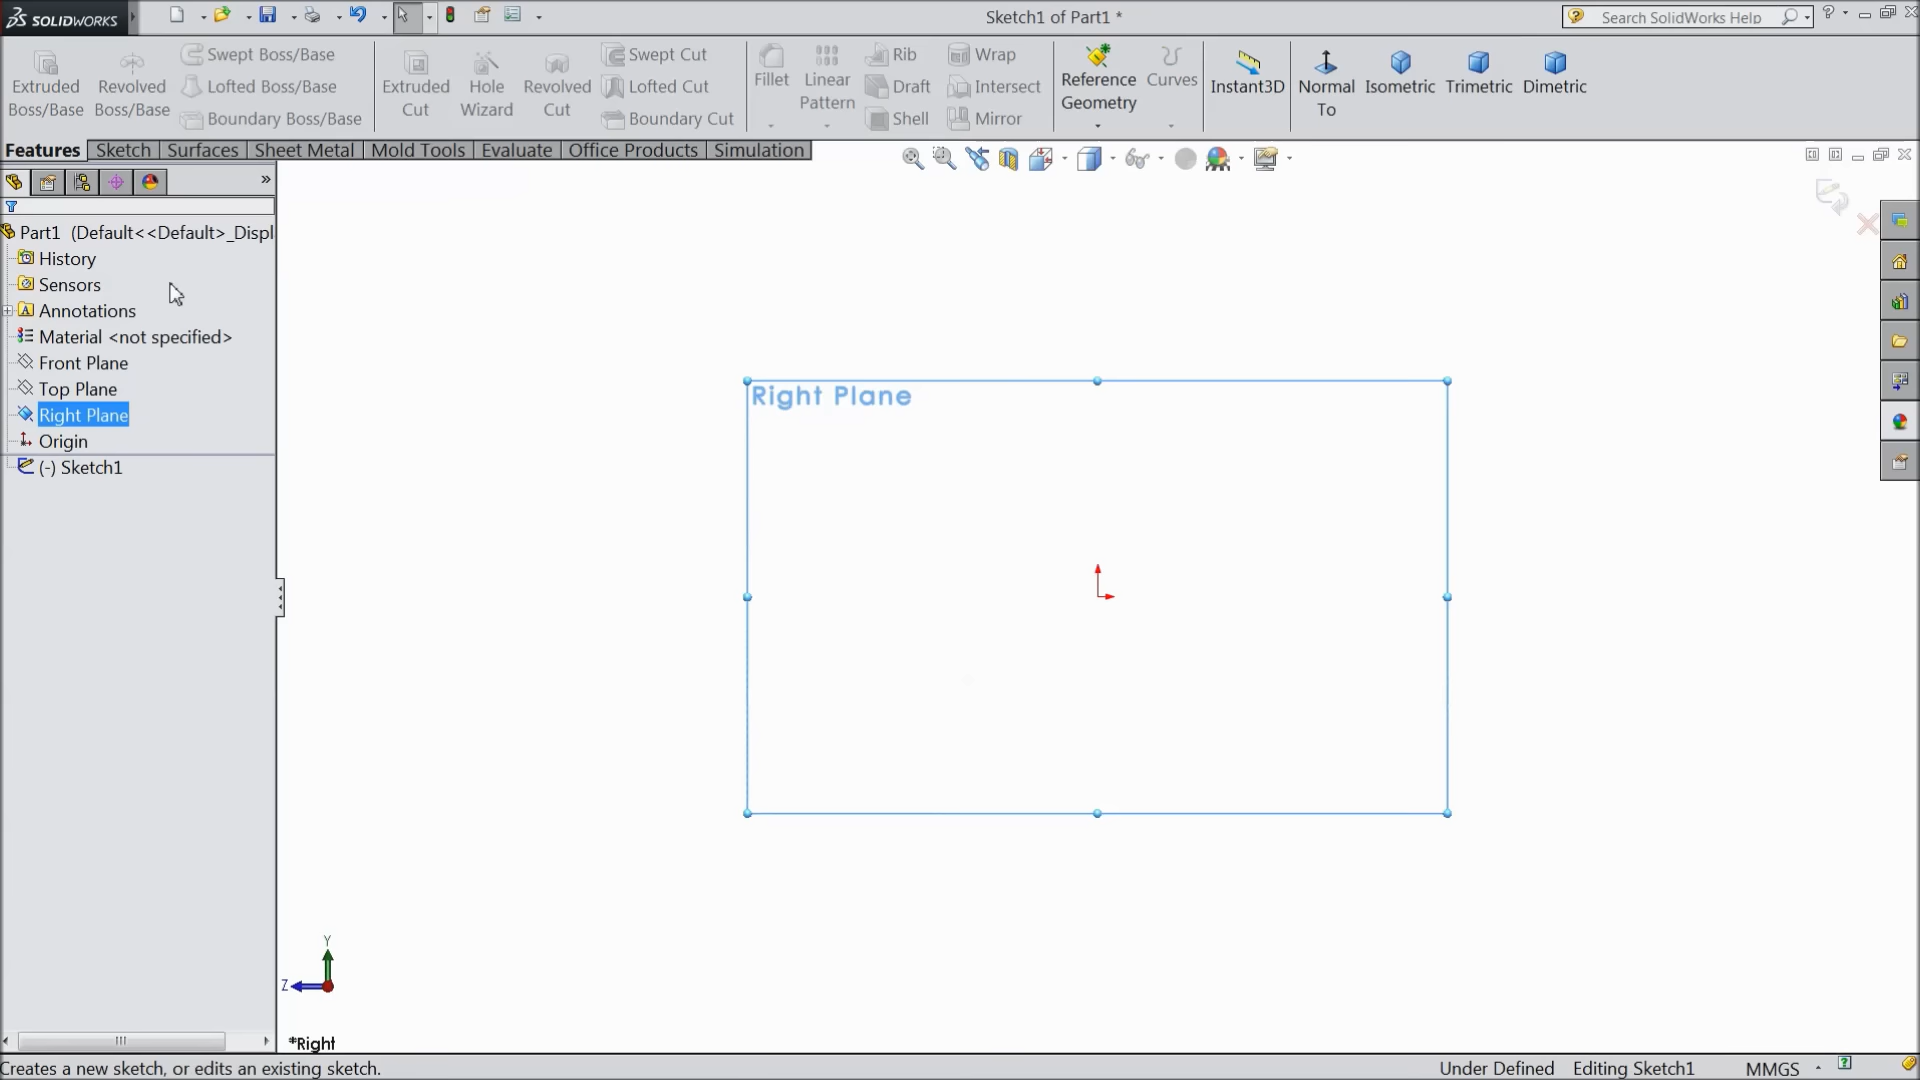 SOLIDWORKS
Sketch1 of Part1 *
Search SolidWorks Help
Extruded Boss/Base
Revolved Boss/Base
Swept Boss/Base
Lofted Boss/Base
Boundary Boss/Base
Extruded Cut
Hole Wizard
Revolved Cut
Swept Cut
Lofted Cut
Boundary Cut
Fillet
Linear Pattern
Rib
Draft
Shell
Wrap
Intersect
Mirror
Reference Geometry
Curves
Instant3D
Normal To
Isometric
Trimetric
Dimetric
Features Sketch Surfaces Sheet Metal Mold Tools Evaluate Office Products Simulation
Part1 (Default<<Default>_Displ
History
Sensors
Annotations
Material <not specified>
Front Plane
Top Plane
Right Plane
Origin
(-) Sketch1
Right Plane
Y
Z
*Right
Creates a new sketch, or edits an existing sketch.
Under Defined Editing Sketch1 MMGS